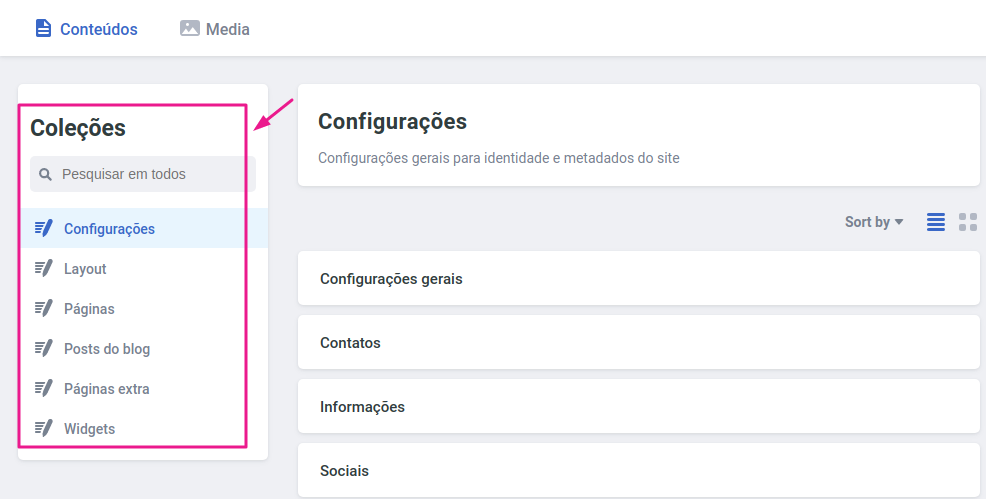 Conteúdos
Media
Coleções
Pesquisar em todos
Configurações
Layout
Páginas
Posts do blog
Páginas extra
Widgets
Configurações
Configurações gerais para identidade e metadados do site
Sort by
Configurações gerais
Contatos
Informações
Sociais